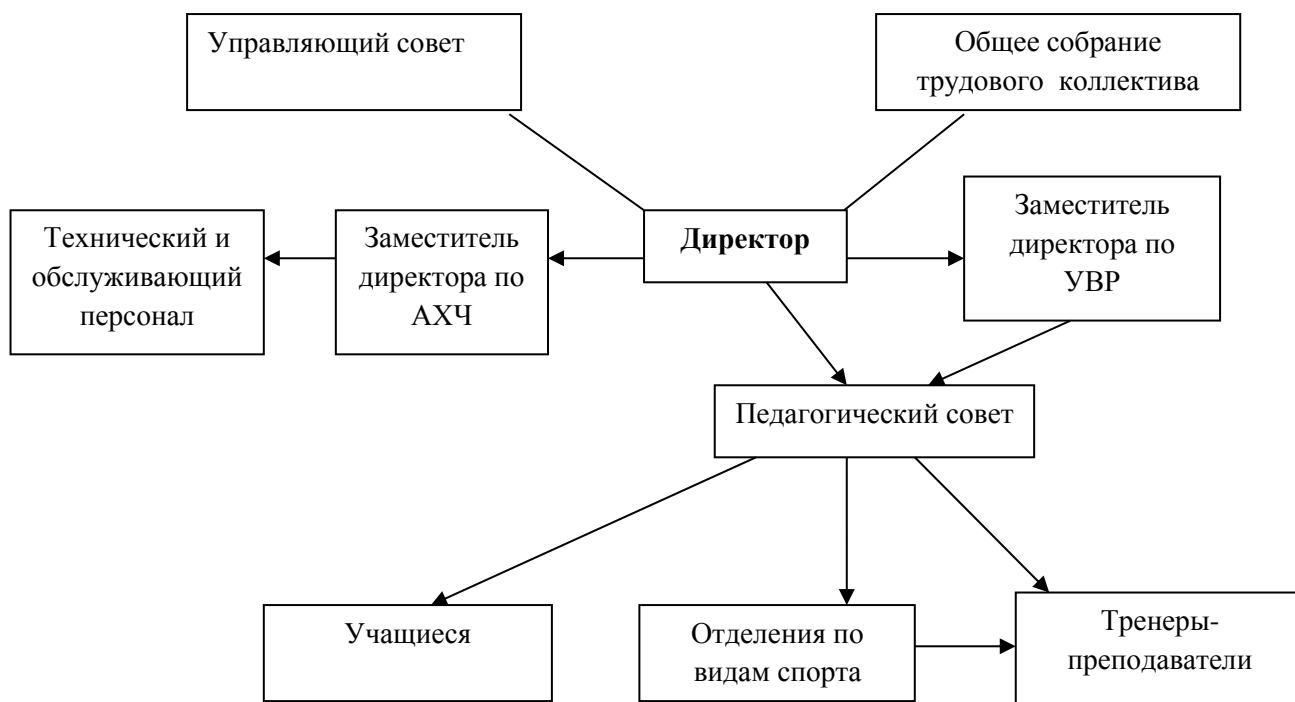 Управляющий совет
Общее собрание
трудового коллектива
Технический и
обслуживающий
персонал
Заместитель
директора по
АХЧ
Директор
Заместитель
директора по
УВР
Педагогический совет
Учащиеся
Отделения по
видам спорта
Тренеры-
преподаватели